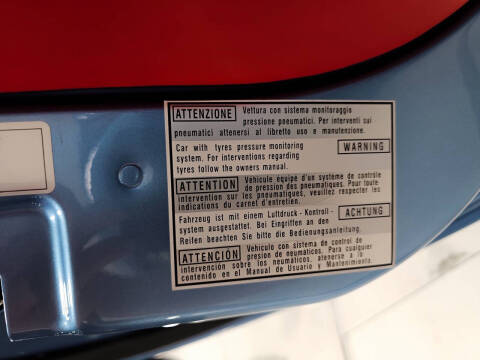 ATTENZIONE Vettura con sistema monitoraggio
pressione pneumatici. Per interventi sui
pneumatici attenersi al libretto uso e manutenzione.
Car with tyres pressure monitoring
system. For interventions regarding
tyres follow the owners manual.
WARNING
ATTENTION Véhicule équipé d'un système de contrôle
de pression des pneumatiques. Pour toute
intervention sur les pneumatiques, veuillez respecter les
indications du carnet d'entretien.
Fahrzeug ist mit einem Luftdruck - Kontroll -
system ausgestattet. Bei Eingriffen an den
Reifen beachten Sie bitte die Bedienungsanleitung.
ACHTUNG
ATENCIÓN Vehiculo con sistema de control de
presión de neumaticos. Para cualquier
intervención sobre los neumaticos, atenerse a lo
contenido en el Manual de Usuario y Mantenimiento.